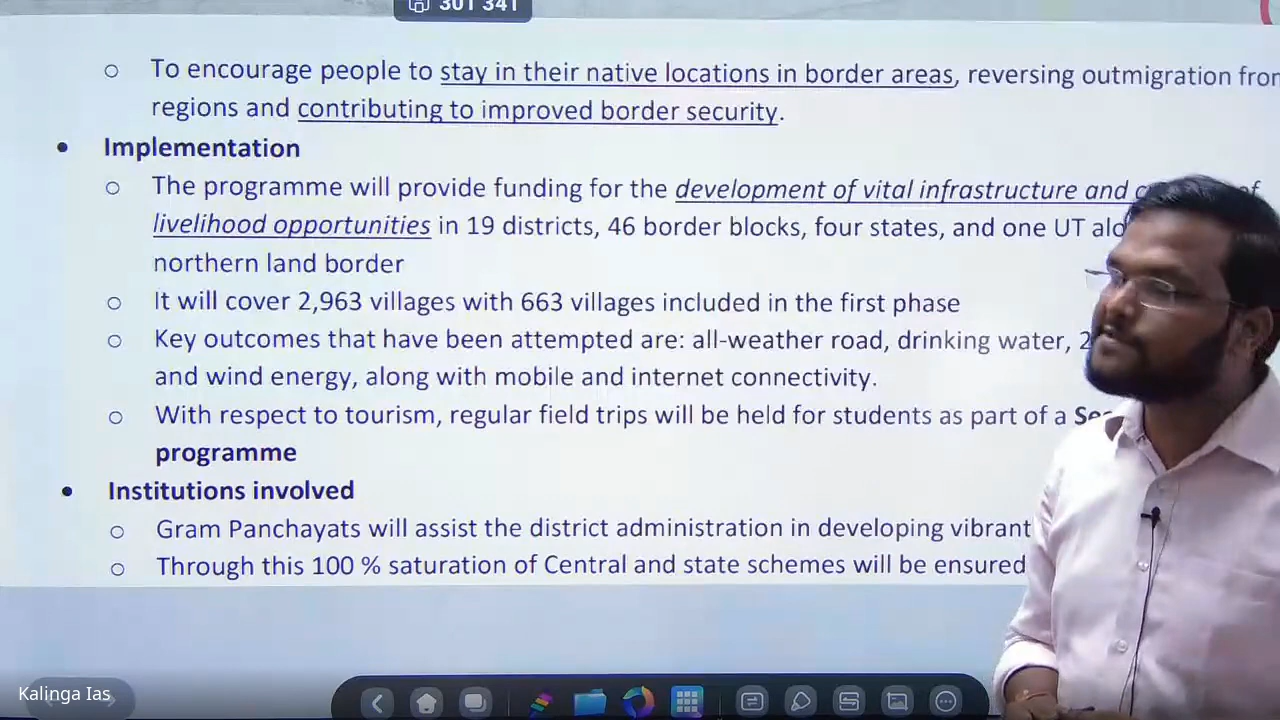 301 341
o To encourage people to stay in their native locations in border areas, reversing outmigration
regions and contributing to improved border security.
• Implementation
o The programme will provide funding for the development of vital infrastructure and of
livelihood opportunities in 19 districts, 46 border blocks, four states, and one UT
northern land border
o It will cover 2,963 villages with 663 villages included in the first phase
o Key outcomes that have been attempted are: all-weather road, drinking water,
and wind energy, along with mobile and internet connectivity.
o With respect to tourism, regular field trips will be held for students as part of a
programme
• Institutions involved
o Gram Panchayats will assist the district administration in developing vibrant
o Through this 100 % saturation of Central and state schemes will be ensured
Kalinga Ias